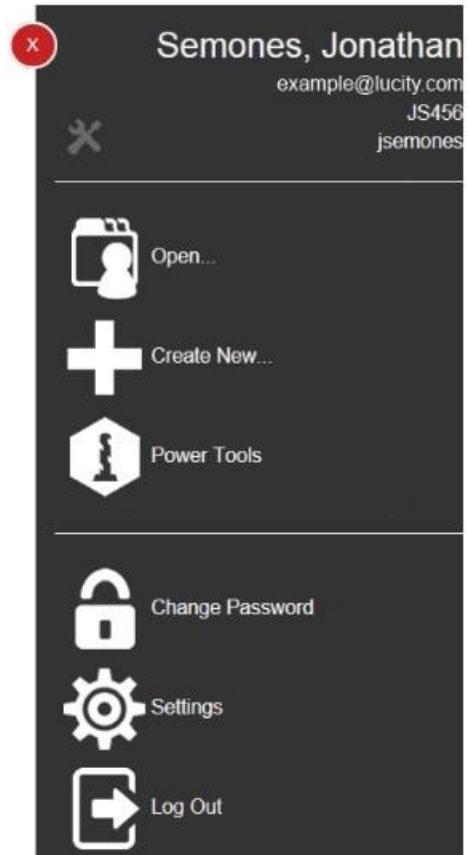 X
Semones, Jonathan
example@lucity.com
JS456
jsemones
Open...
Create New...
Power Tools
Change Password
Settings
Log Out